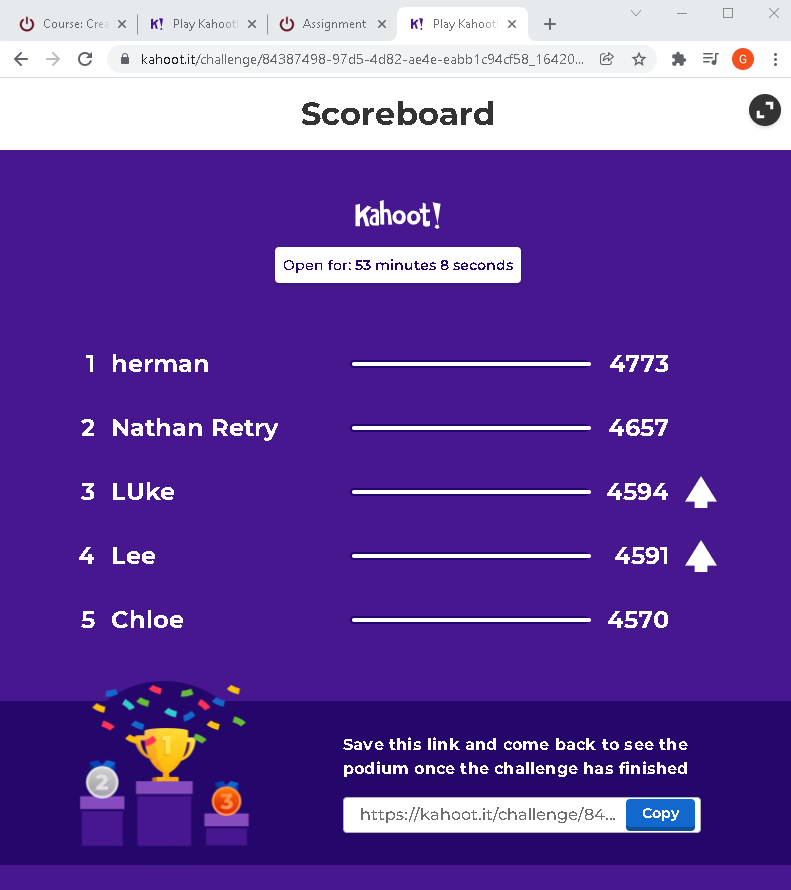 Course: Crea
Play Kahoot!
Assignment
Play Kahoot!
kahoot.it/challenge/84387498-97d5-4d82-ae4e-eabb1c94cf58_16420...
G
Scoreboard
Kahoot!
Open for: 53 minutes 8 seconds
1 herman 4773
2 Nathan Retry 4657
3 LUke 4594
4 Lee 4591
5 Chloe 4570
1
2
3
Save this link and come back to see the
podium once the challenge has finished
https://kahoot.it/challenge/84... Copy